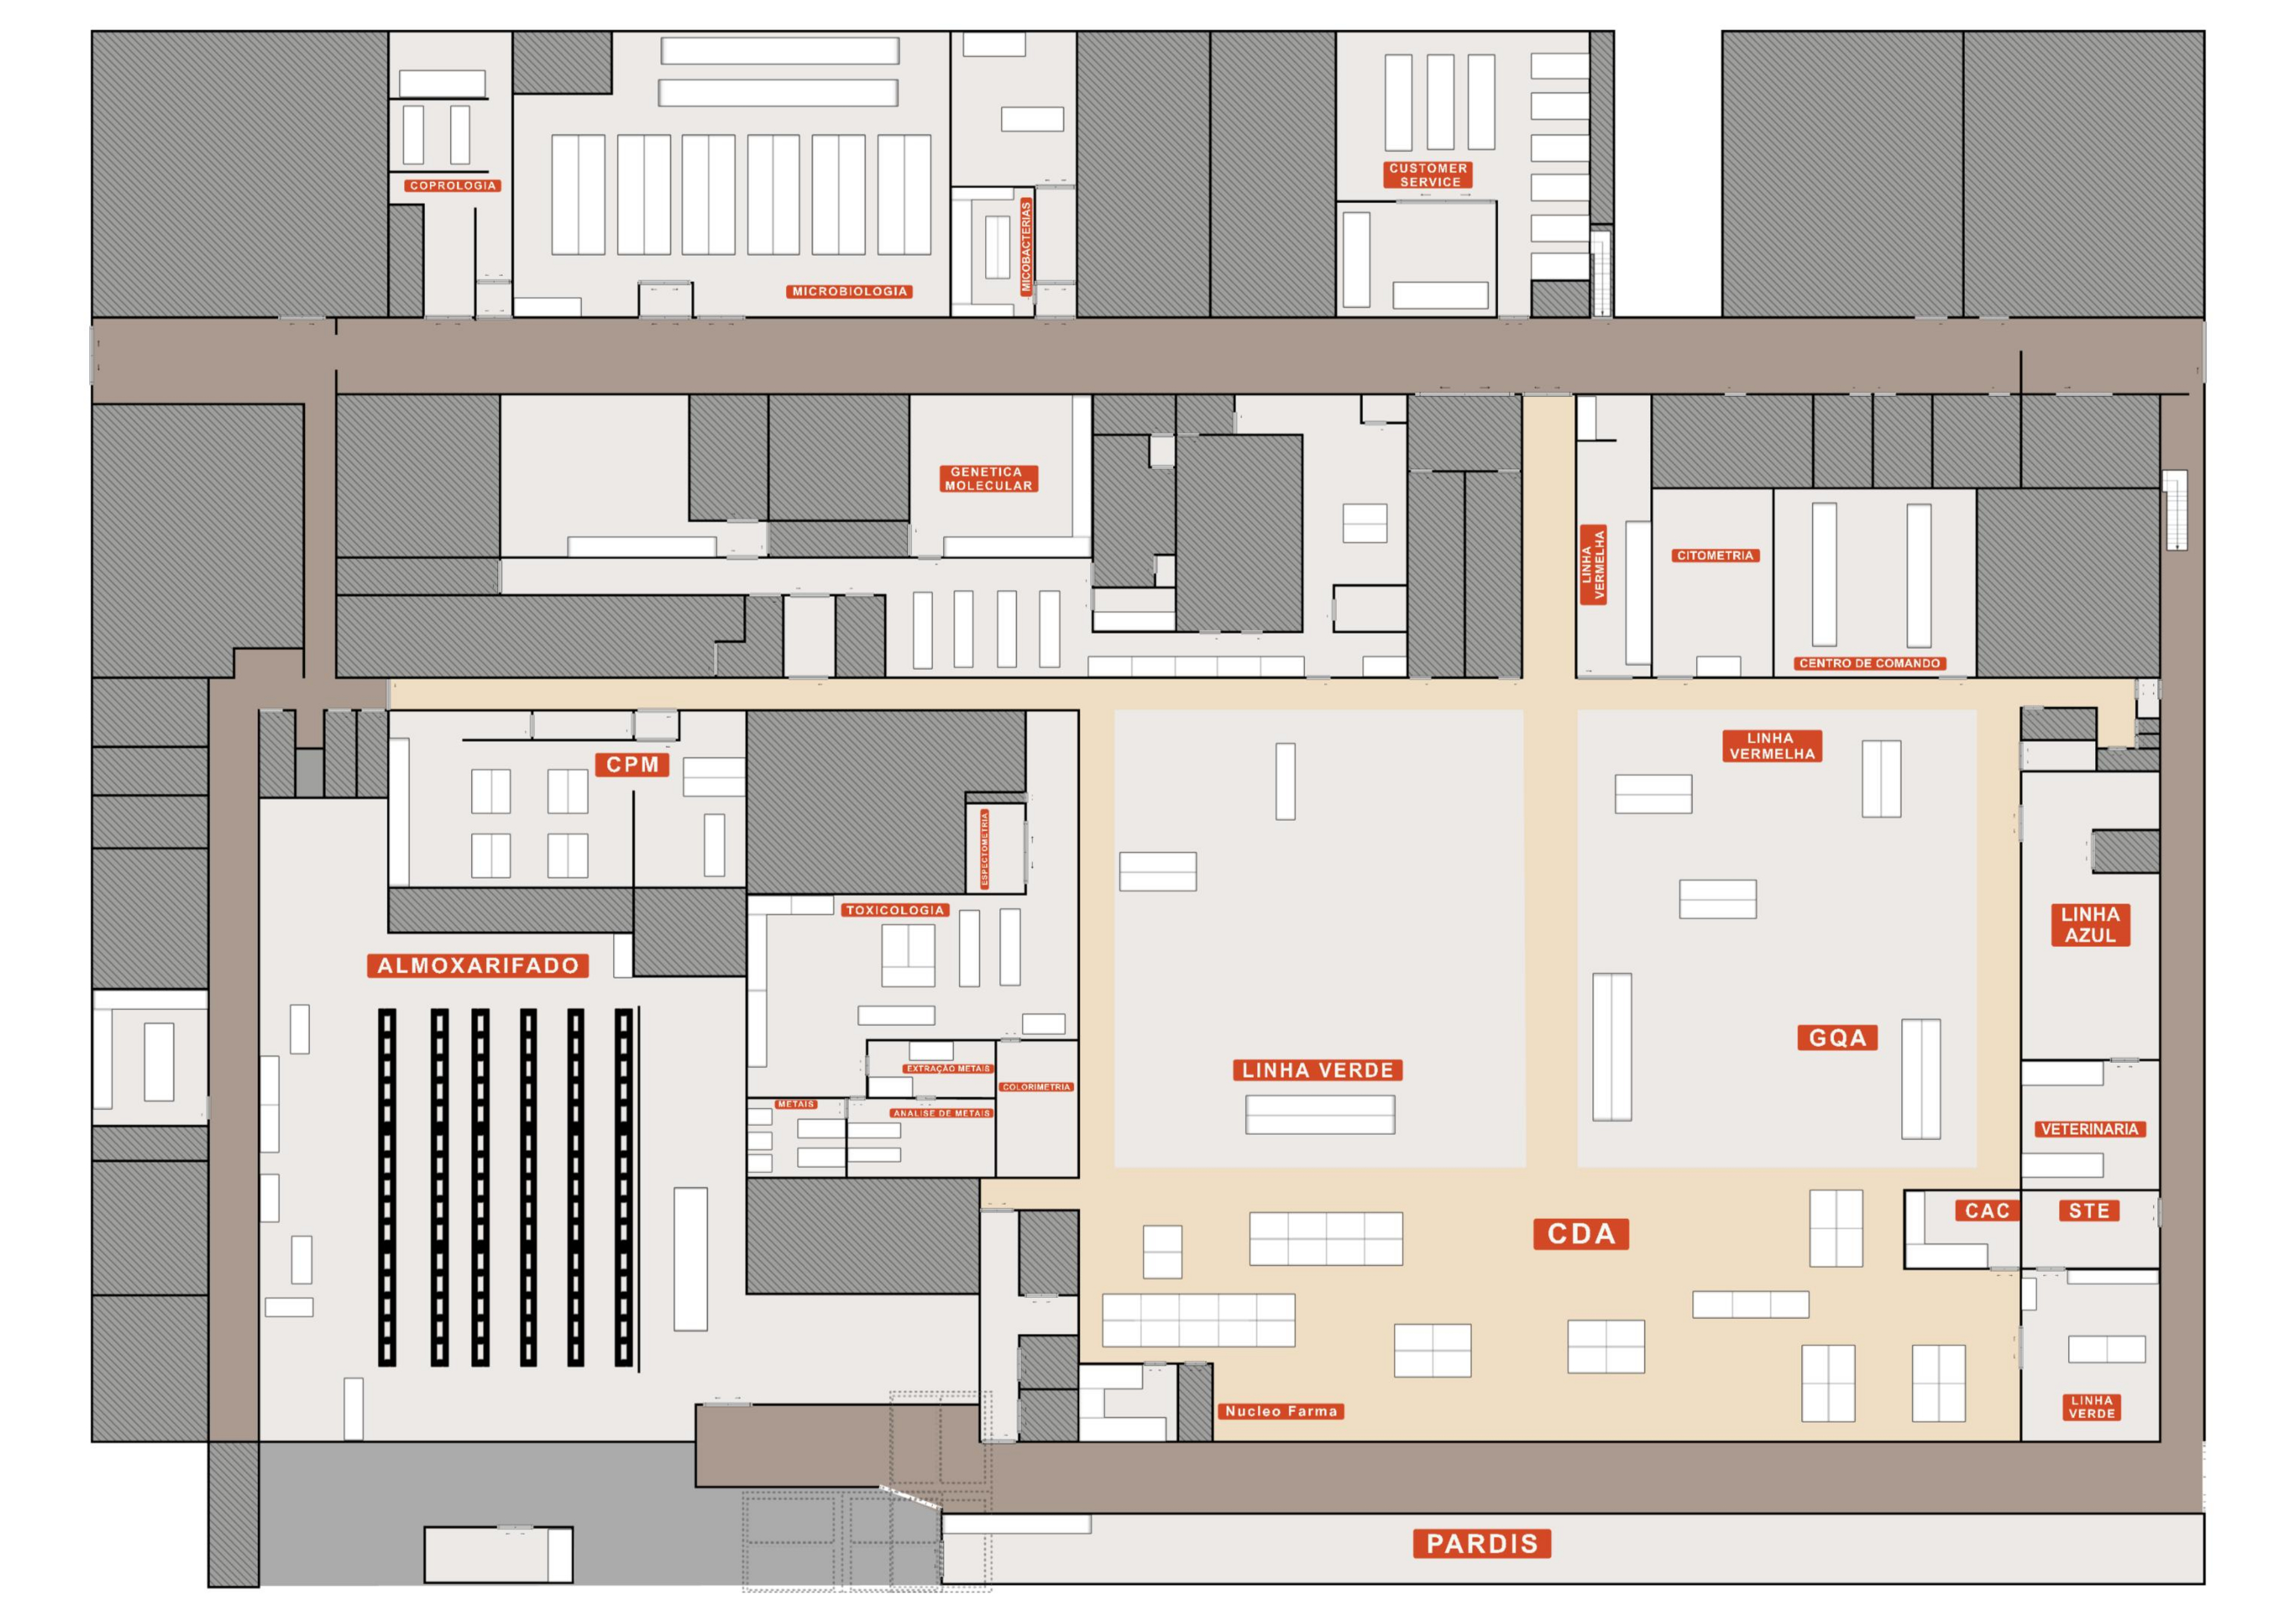 COPROLOGIA
MICROBIOLOGIA
MICOBACTERIAS
CUSTOMER
SERVICE
GENETICA
MOLECULAR
LINHA
VERMELHA
CITOMETRIA
CENTRO DE COMANDO
CPM
LINHA
VERMELHA
ESPECTOMETRIA
TOXICOLOGIA
LINHA
AZUL
ALMOXARIFADO
GQA
EXTRAÇÃO METAIS
LINHA VERDE
COLORIMETRIA
METAIS
ANALISE DE METAIS
VETERINARIA
CAC
STE
CDA
Nucleo Farma
LINHA
VERDE
PARDIS